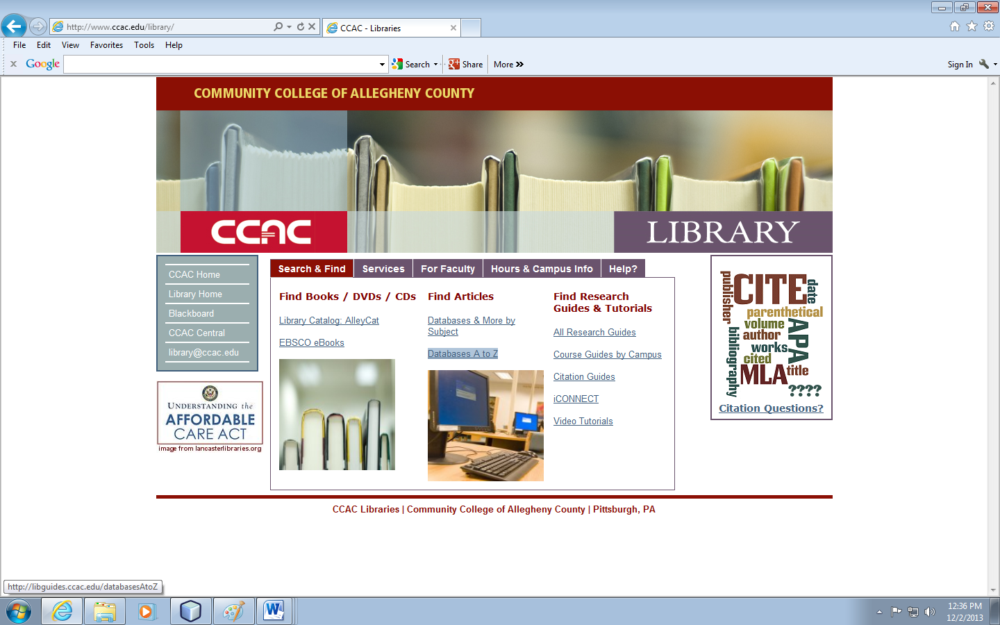 http://www.ccac.edu/library/
CCAC - Libraries
File Edit View Favorites Tools Help
x Google Search Share More » Sign In
COMMUNITY COLLEGE OF ALLEGHENY COUNTY
CCAC
LIBRARY
CCAC Home
Library Home
Blackboard
CCAC Central
library@ccac.edu
UNDERSTANDING the
AFFORDABLE
CARE ACT
image from lancasterlibraries.org
Search & Find Services For Faculty Hours & Campus Info Help?
Find Books / DVDs / CDs
Library Catalog: AlleyCat
EBSCO eBooks
Find Articles
Databases & More by
Subject
Databases A to Z
Find Research
Guides & Tutorials
All Research Guides
Course Guides by Campus
Citation Guides
iCONNECT
Video Tutorials
publisher
CITE
date
parenthetical
volume
author
works
cited
APA
bibliography
MLA
title
????
Citation Questions?
CCAC Libraries | Community College of Allegheny County | Pittsburgh, PA
http://libguides.ccac.edu/databasesAtoZ
12:36 PM
12/2/2013